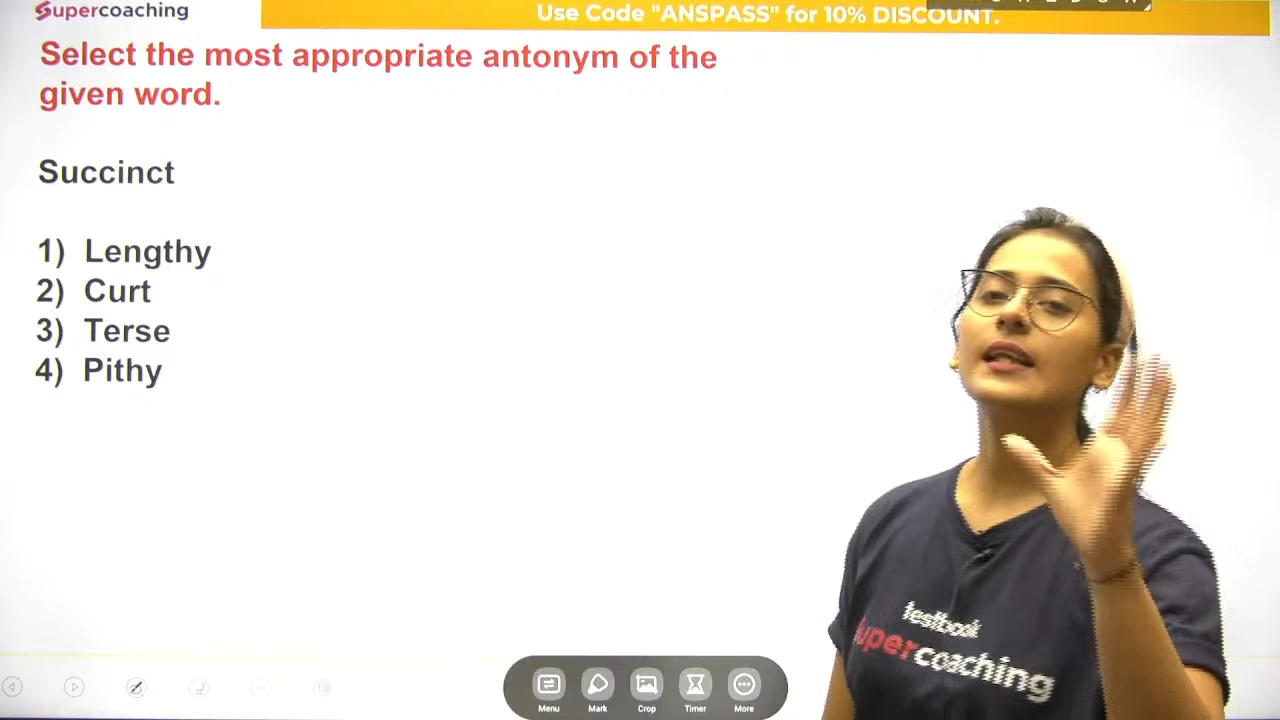 Supercoaching
Use Code "ANSPASS" for 10% DISCOUNT.
Select the most appropriate antonym of the
given word.
Succinct
1) Lengthy
2) Curt
3) Terse
4) Pithy
testbook
supercoaching
Menu
Mark
Crop
Timer
More